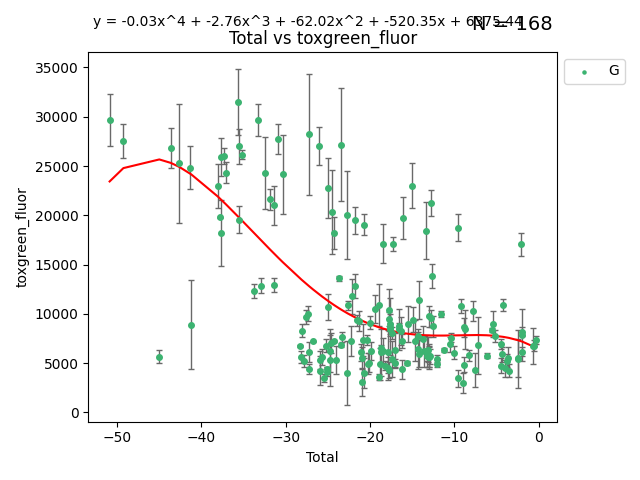 y = -0.03x^4 + -2.76x^3 + -62.02x^2 + -520.35x + 6375.44
N = 168
Total vs toxgreen_fluor
G
toxgreen_fluor
35000
30000
25000
20000
15000
10000
5000
0
−50
−40
−30
−20
−10
0
Total